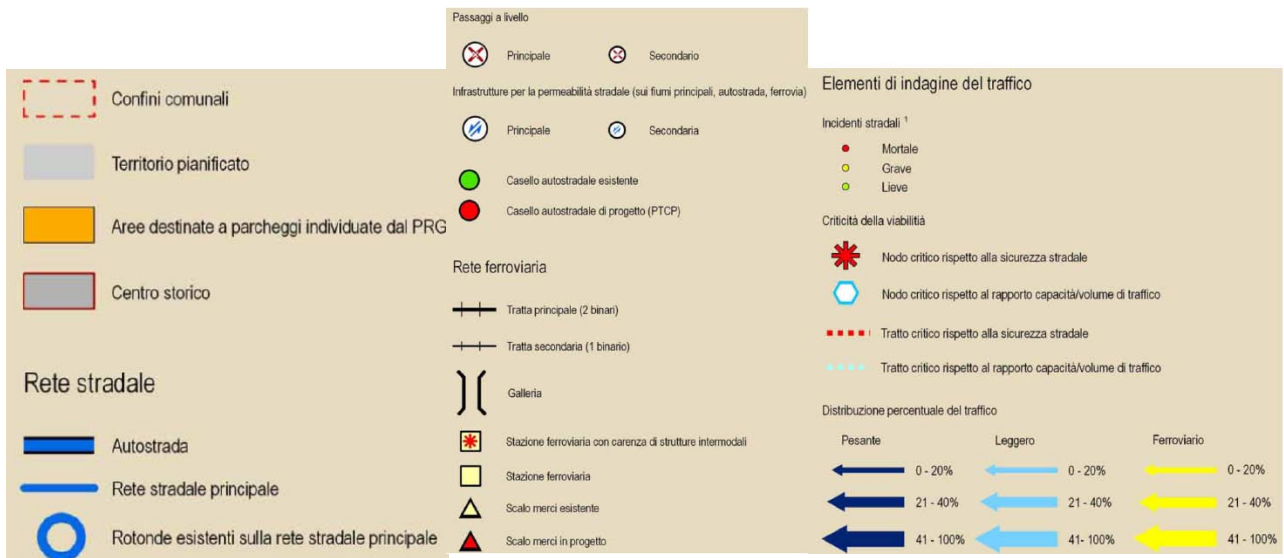 Confini comunali
Territorio pianificato
Aree destinate a parcheggi individuate dal PRG
Centro storico
Rete stradale
Autostrada
Rete stradale principale
Rotonde esistenti sulla rete stradale principale
Passaggi a livello
Principale
Secondario
Infrastrutture per la permeabilità stradale (sui fiumi principali, autostrada, ferrovia)
Principale
Secondaria
Casello autostradale esistente
Casello autostradale di progetto (PTCP)
Rete ferroviaria
Tratta principale (2 binari)
Tratta secondaria (1 binario)
Galleria
Stazione ferroviaria con carenza di strutture intermodali
Stazione ferroviaria
Scalo merci esistente
Scalo merci in progetto
Elementi di indagine del traffico
Incidenti stradali ¹
Mortale
Grave
Lieve
Criticità della viabilitià
Nodo critico rispetto alla sicurezza stradale
Nodo critico rispetto al rapporto capacità/volume di traffico
Tratto critico rispetto alla sicurezza stradale
Tratto critico rispetto al rapporto capacità/volume di traffico
Distribuzione percentuale del traffico
Pesante Leggero Ferroviario
0 - 20% 0 - 20% 0 - 20%
21 - 40% 21 - 40% 21 - 40%
41 - 100% 41- 100% 41 - 100%